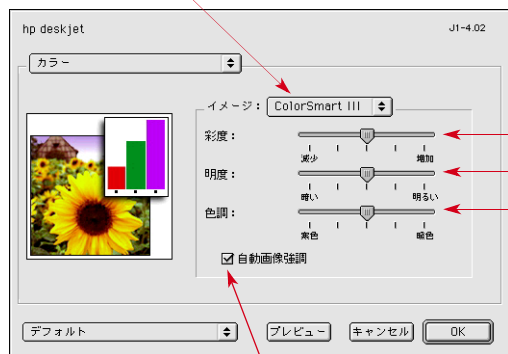 hp deskjet
J1-4.02
カラー
イメージ： ColorSmart III
彩度：
減少 増加
明度：
暗い 明るい
色調：
寒色 暖色
自動画像強調
デフォルト
プレビュー
キャンセル
OK